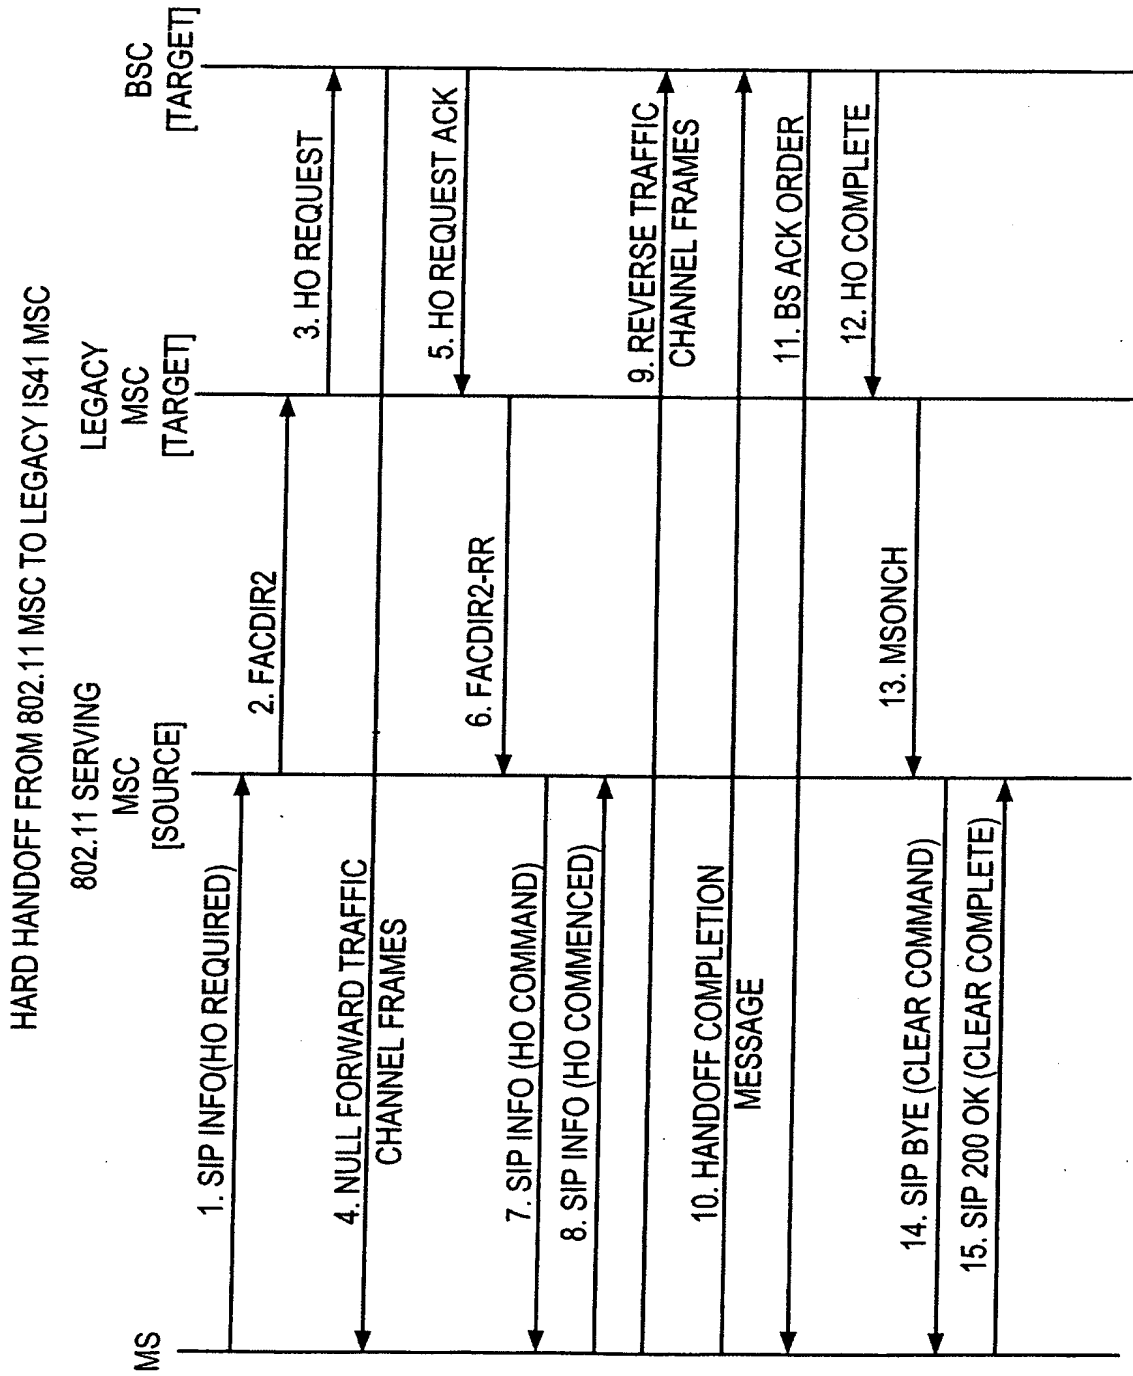 HARD HANDOFF FROM 802.11 MSC TO LEGACY IS41 MSC
MS
802.11 SERVING
MSC
[SOURCE]
LEGACY
MSC
[TARGET]
BSC
[TARGET]
1. SIP INFO(HO REQUIRED)
2. FACDIR2
3. HO REQUEST
4. NULL FORWARD TRAFFIC
CHANNEL FRAMES
5. HO REQUEST ACK
6. FACDIR2-RR
7. SIP INFO (HO COMMAND)
8. SIP INFO (HO COMMENCED)
9. REVERSE TRAFFIC
CHANNEL FRAMES
10. HANDOFF COMPLETION
MESSAGE
11. BS ACK ORDER
12. HO COMPLETE
13. MSONCH
14. SIP BYE (CLEAR COMMAND)
15. SIP 200 OK (CLEAR COMPLETE)